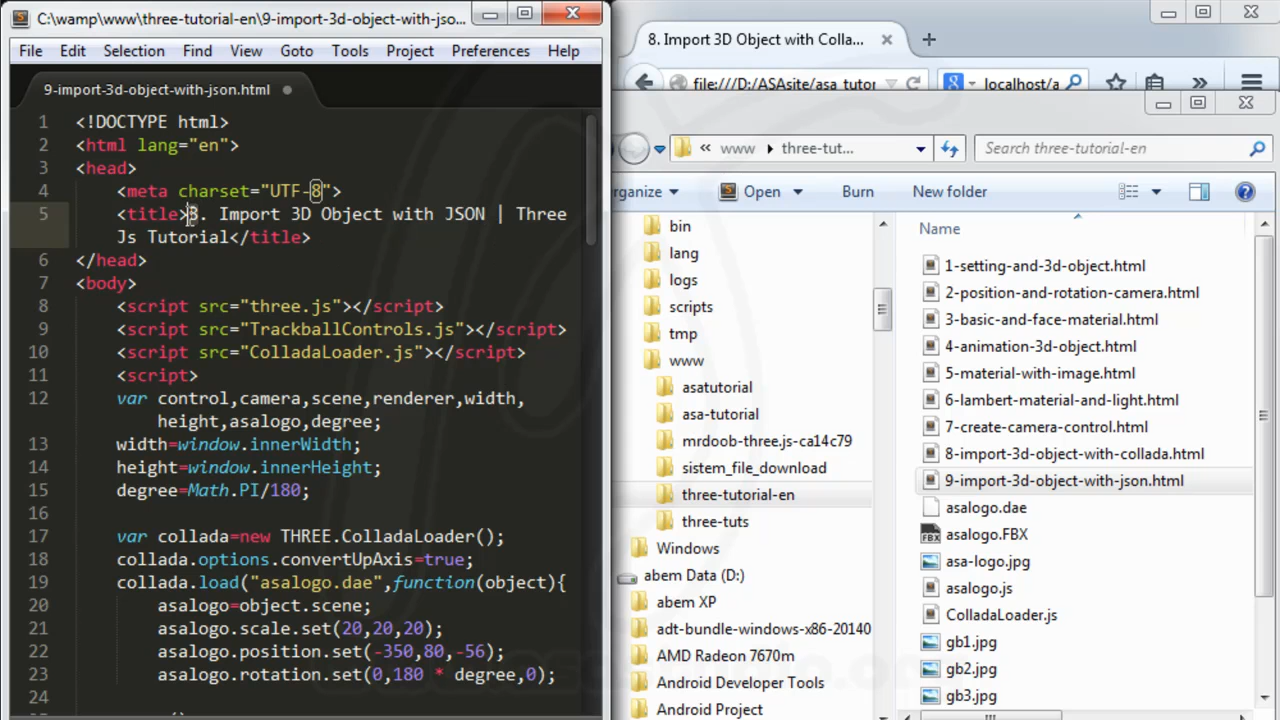 C:\wamp\www\three-tutorial-en\9-import-3d-object-with-jso...
File Edit Selection Find View Goto Tools Project Preferences Help
9-import-3d-object-with-json.html
1 <!DOCTYPE html>
2 <html lang="en">
3 <head>
4 <meta charset="UTF-8">
5 <title>8. Import 3D Object with JSON | Three
Js Tutorial</title>
6 </head>
7 <body>
8 <script src="three.js"></script>
9 <script src="TrackballControls.js"></script>
10 <script src="ColladaLoader.js"></script>
11 <script>
12 var control,camera,scene,renderer,width,
height,asalogo,degree;
13 width=window.innerWidth;
14 height=window.innerHeight;
15 degree=Math.PI/180;
16
17 var collada=new THREE.ColladaLoader();
18 collada.options.convertUpAxis=true;
19 collada.load("asalogo.dae",function(object){
20 asalogo=object.scene;
21 asalogo.scale.set(20,20,20);
22 asalogo.position.set(-350,80,-56);
23 asalogo.rotation.set(0,180 * degree,0);
24
8. Import 3D Object with Colla...
file:///D:/ASAsite/asa_tutor
localhost/a
« www three-tut...
Search three-tutorial-en
rganize Open Burn New folder
bin
lang
logs
scripts
tmp
www
asatutorial
asa-tutorial
mrdoob-three.js-ca14c79
sistem_file_download
three-tutorial-en
three-tuts
Windows
abem Data (D:)
abem XP
adt-bundle-windows-x86-20140
AMD Radeon 7670m
Android Developer Tools
Android Project
Name
1-setting-and-3d-object.html
2-position-and-rotation-camera.html
3-basic-and-face-material.html
4-animation-3d-object.html
5-material-with-image.html
6-lambert-material-and-light.html
7-create-camera-control.html
8-import-3d-object-with-collada.html
9-import-3d-object-with-json.html
asalogo.dae
asalogo.FBX
asa-logo.jpg
asalogo.js
ColladaLoader.js
gb1.jpg
gb2.jpg
gb3.jpg